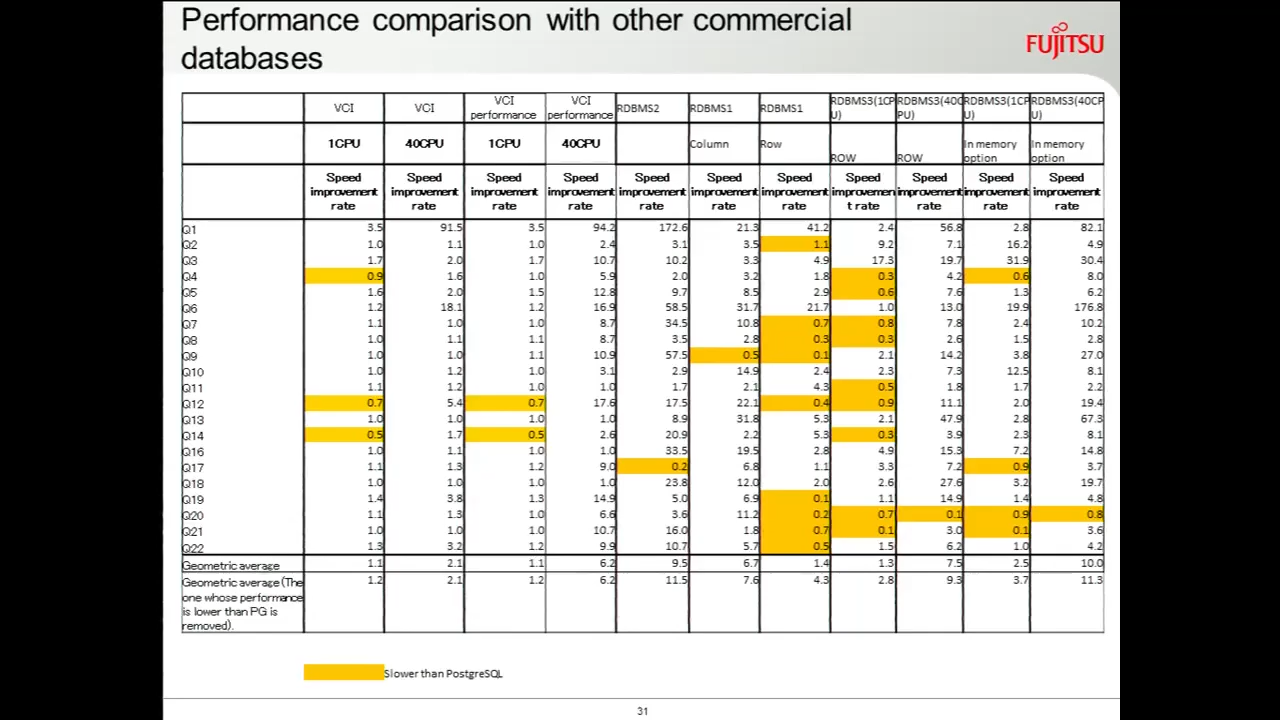 Performance comparison with other commercial
databases
FUJITSU
VCI VCI VCI performance VCI performance RDBMS2 RDBMS1 RDBMS1 RDBMS3(1CPU) RDBMS3(40CPU) RDBMS3(1CPU) RDBMS3(40CPU)
1CPU 40CPU 1CPU 40CPU Column Row ROW ROW In memory option In memory option
Speed improvement rate Speed improvement rate Speed improvement rate Speed improvement rate Speed improvement rate Speed improvement rate Speed improvement rate Speed improvement rate Speed improvement rate Speed improvement rate Speed improvement rate
Q1 3.5 91.5 3.5 94.2 172.6 21.3 41.2 2.4 56.8 2.8 82.1
Q2 1.0 1.1 1.0 2.4 3.1 3.5 1.1 9.2 7.1 16.2 4.9
Q3 1.7 2.0 1.7 10.7 10.2 3.3 4.9 17.3 19.7 31.9 30.4
Q4 0.9 1.6 1.0 5.9 2.0 3.2 1.8 0.3 4.2 0.6 8.0
Q5 1.6 2.0 1.5 12.8 9.7 8.5 2.9 0.6 7.6 1.3 6.2
Q6 1.2 18.1 1.2 16.9 58.5 31.7 21.7 1.0 13.0 19.9 176.8
Q7 1.1 1.0 1.0 8.7 34.5 10.8 0.7 0.8 7.8 2.4 10.2
Q8 1.0 1.1 1.1 8.7 3.5 2.8 0.3 0.3 2.6 1.5 2.8
Q9 1.0 1.0 1.1 10.9 57.5 0.5 0.1 2.1 14.2 3.8 27.0
Q10 1.0 1.2 1.0 3.1 2.9 14.9 2.4 2.3 7.3 12.5 8.1
Q11 1.1 1.2 1.0 1.0 1.7 2.1 4.3 0.5 1.8 1.7 2.2
Q12 0.7 5.4 0.7 17.6 17.5 22.1 0.4 0.9 11.1 2.0 19.4
Q13 1.0 1.0 1.0 1.0 8.9 31.8 5.3 2.1 47.9 2.8 67.3
Q14 0.5 1.7 0.5 2.6 20.9 2.2 5.3 0.3 3.9 2.3 8.1
Q16 1.0 1.1 1.0 1.0 33.5 19.5 2.8 4.9 15.3 7.2 14.8
Q17 1.1 1.3 1.2 9.0 0.2 6.8 1.1 3.3 7.2 0.9 3.7
Q18 1.0 1.0 1.0 1.0 23.8 12.0 2.0 2.6 27.6 3.2 19.7
Q19 1.4 3.8 1.3 14.9 5.0 6.9 0.1 1.1 14.9 1.4 4.8
Q20 1.1 1.3 1.0 6.6 3.6 11.2 0.2 0.7 0.1 0.9 0.8
Q21 1.0 1.0 1.0 10.7 16.0 1.8 0.7 0.1 3.0 0.1 3.6
Q22 1.3 3.2 1.2 9.9 10.7 5.7 0.5 1.5 6.2 1.0 4.2
Geometric average 1.1 2.1 1.1 6.2 9.5 6.7 1.4 1.3 7.5 2.5 10.0
Geometric average(The 1.2 2.1 1.2 6.2 11.5 7.6 4.3 2.8 9.3 3.7 11.3
one whose performance
is lower than PG is
removed).
Slower than PostgreSQL
31